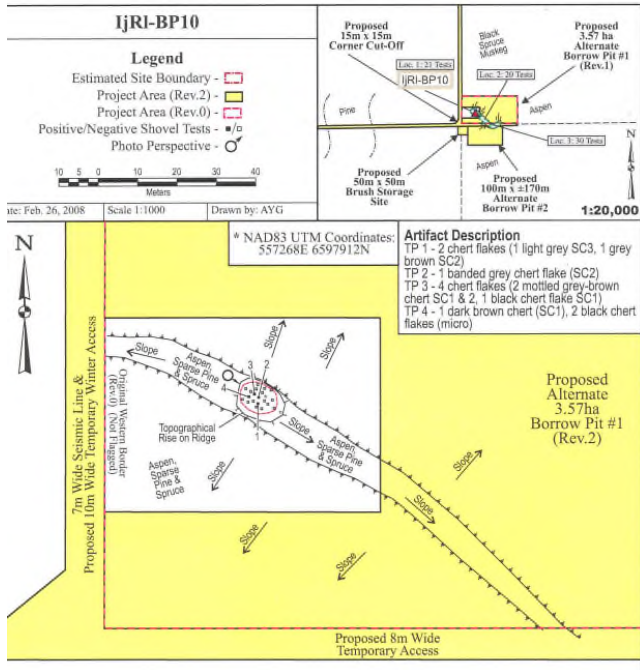 IjRl-BP10
Legend
Estimated Site Boundary -
Project Area (Rev.2) -
Project Area (Rev.0) -
Positive/Negative Shovel Tests -
Photo Perspective -
10 5 0 10 20 30 40
Meters
te: Feb. 26, 2008
Scale 1:1000
Drawn by: AYG
Proposed
15m x 15m
Corner Cut-Off
Black
Spruce
Muskeg
Proposed
3.57 ha
Alternate
Borrow Pit #1
(Rev.1)
Loc. 1: 21 Tests
IjRl-BP10
Loc. 2: 20 Tests
Pine
Aspen
Loc. 3: 30 Tests
Proposed
50m x 50m
Brush Storage
Site
Aspen
Proposed
100m x ±170m
Alternate
Borrow Pit #2
N
1:20,000
N
* NAD83 UTM Coordinates:
557268E 6597912N
Artifact Description
TP 1 - 2 chert flakes (1 light grey SC3, 1 grey
brown SC2)
TP 2 - 1 banded grey chert flake (SC2)
TP 3 - 4 chert flakes (2 mottled grey-brown
chert SC1 & 2, 1 black chert flake SC1)
TP 4 - 1 dark brown chert (SC1), 2 black chert
flakes (micro)
7m Wide Seismic Line &
Proposed 10m Wide Temporary Winter Access
Original Western Border
(Rev.0) (Not Flagged)
Slope
Slope
Slope
Aspen,
Sparse Pine
& Spruce
3 2
4
1
Topographical
Rise on Ridge
Slope
Aspen,
Sparse Pine
& Spruce
Aspen,
Sparse
Pine &
Spruce
Slope
Slope
Slope
Slope
Slope
Proposed
Alternate
3.57ha
Borrow Pit #1
(Rev.2)
Proposed 8m Wide
Temporary Access